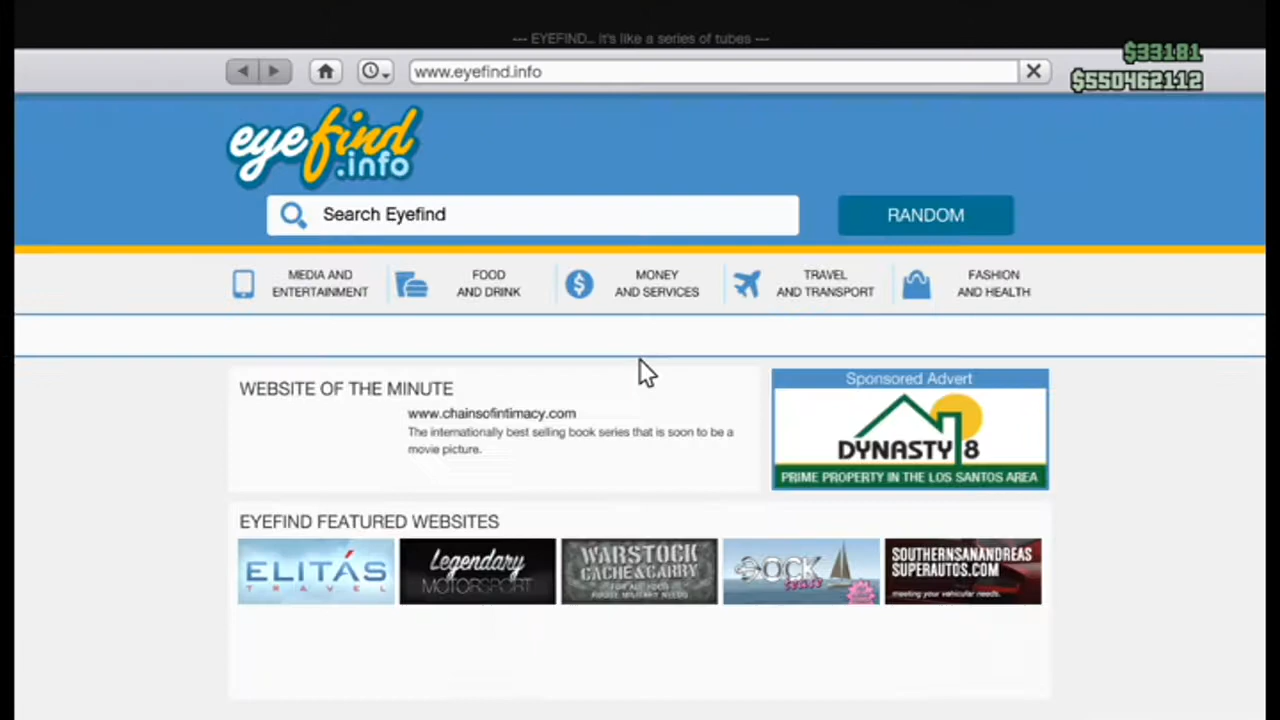 --- EYEFIND... It's like a series of tubes ---
$33181
www.eyefind.info
$550462112
eyefind
.info
Search Eyefind
RANDOM
MEDIA AND
ENTERTAINMENT
FOOD
AND DRINK
MONEY
AND SERVICES
TRAVEL
AND TRANSPORT
FASHION
AND HEALTH
WEBSITE OF THE MINUTE
www.chainsofintimacy.com
The internationally best selling book series that is soon to be a
movie picture.
Sponsored Advert
DYNASTY 8
PRIME PROPERTY IN THE LOS SANTOS AREA
EYEFIND FEATURED WEBSITES
ELITÁS
TRAVEL
Legendary
MOTORSPORT
WARSTOCK
CACHE & CARRY
DOCK
SOUTHERNSANANDREAS
SUPERAUTOS.COM
meeting your vehicular needs.